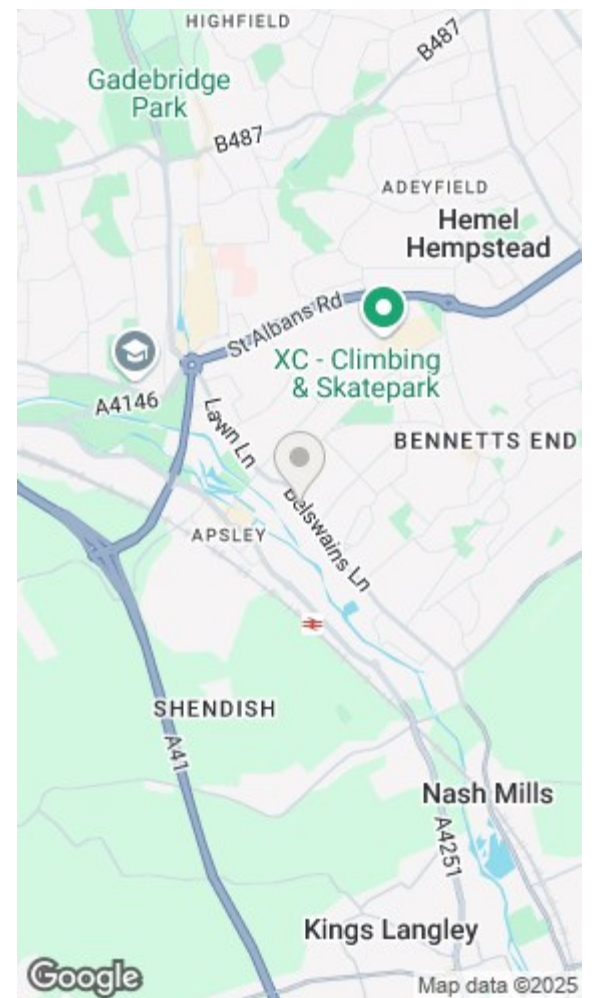 HIGHFIELD
B487
Gadebridge
Park
B487
ADEYFIELD
Hemel
Hempstead
St Albans Rd
XC - Climbing
& Skatepark
A4146
Lawn Ln
BENNETTS END
Belswains Ln
APSLEY
SHENDISH
A41
Nash Mills
A4251
Kings Langley
Google
Map data ©2025